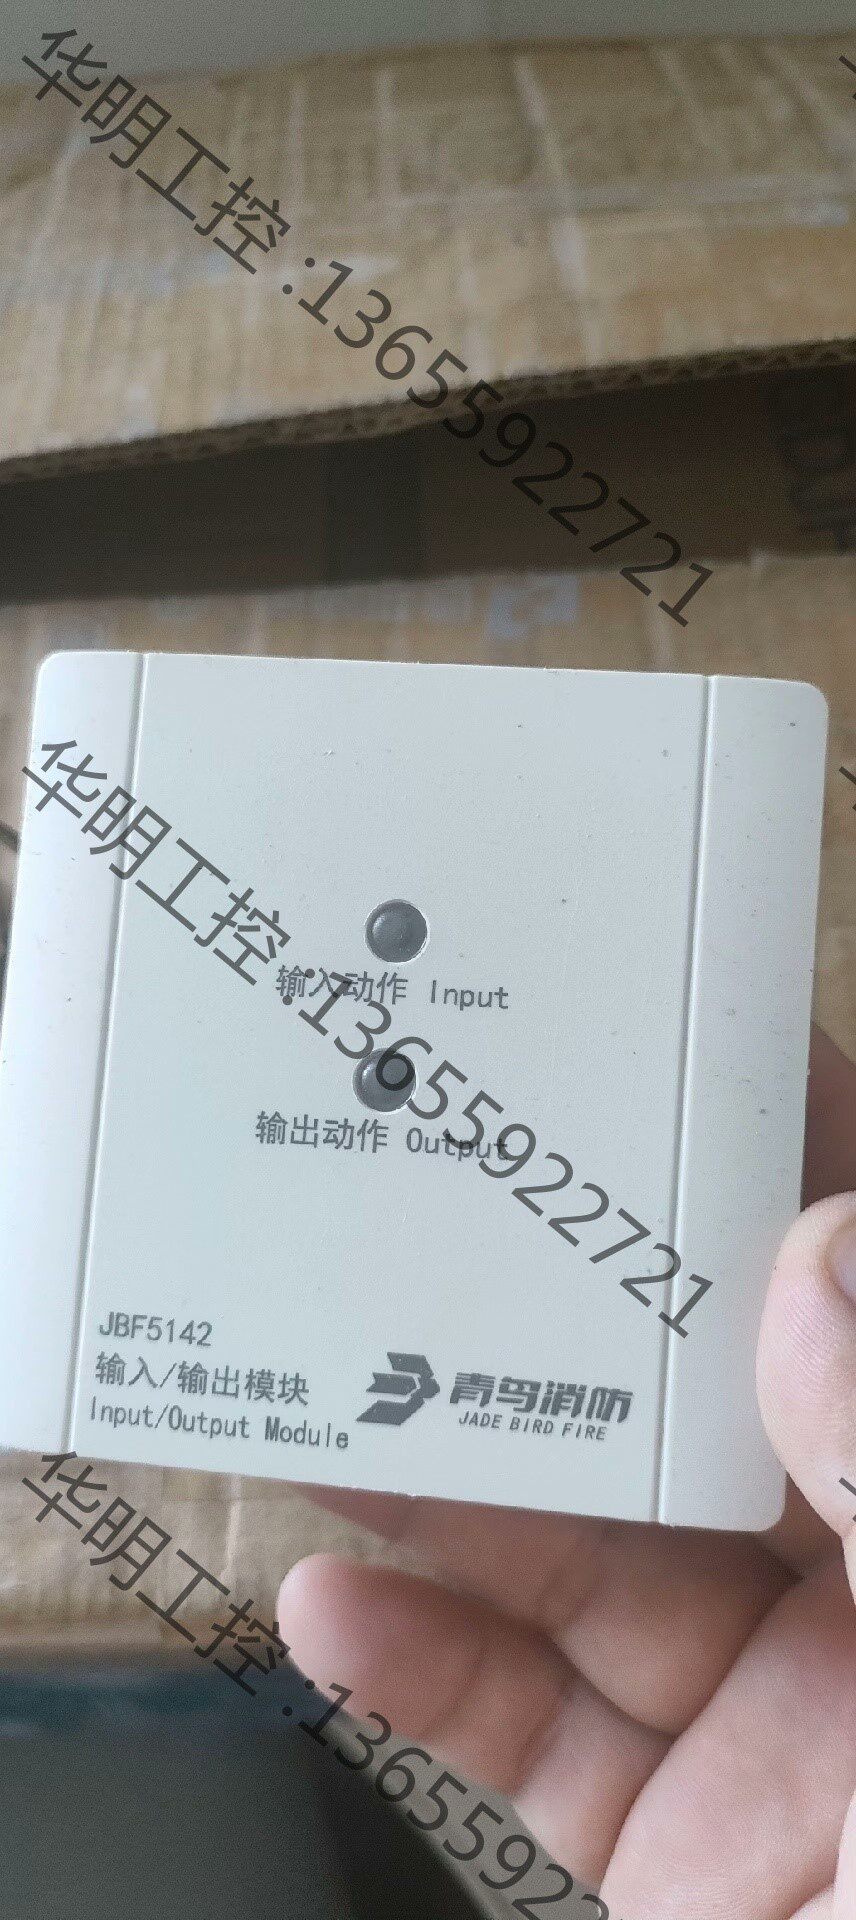 华明工控 :13655922721
华明工控 :13655922721
输入动作 Input
输出动作 Output
JBF5142
输入/输出模块
Input/Output Module
青鸟消防
JADE BIRD FIRE
华明工控 :136559227